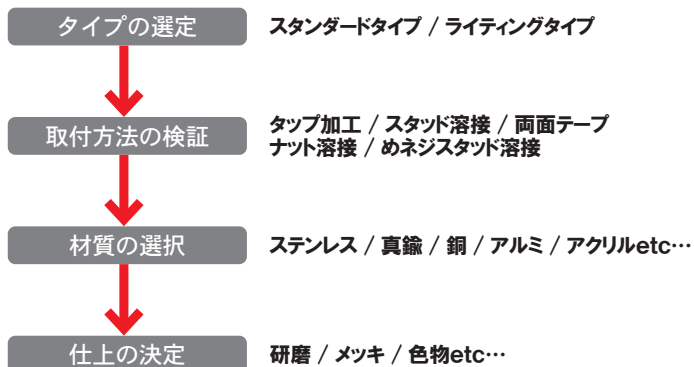 タイプの選定
スタンダードタイプ / ライティングタイプ
取付方法の検証
タップ加工 / スタッド溶接 / 両面テープ
ナット溶接 / めネジスタッド溶接
材質の選択
ステンレス / 真鍮 / 銅 / アルミ / アクリルetc…
仕上の決定
研磨 / メッキ / 色物etc…